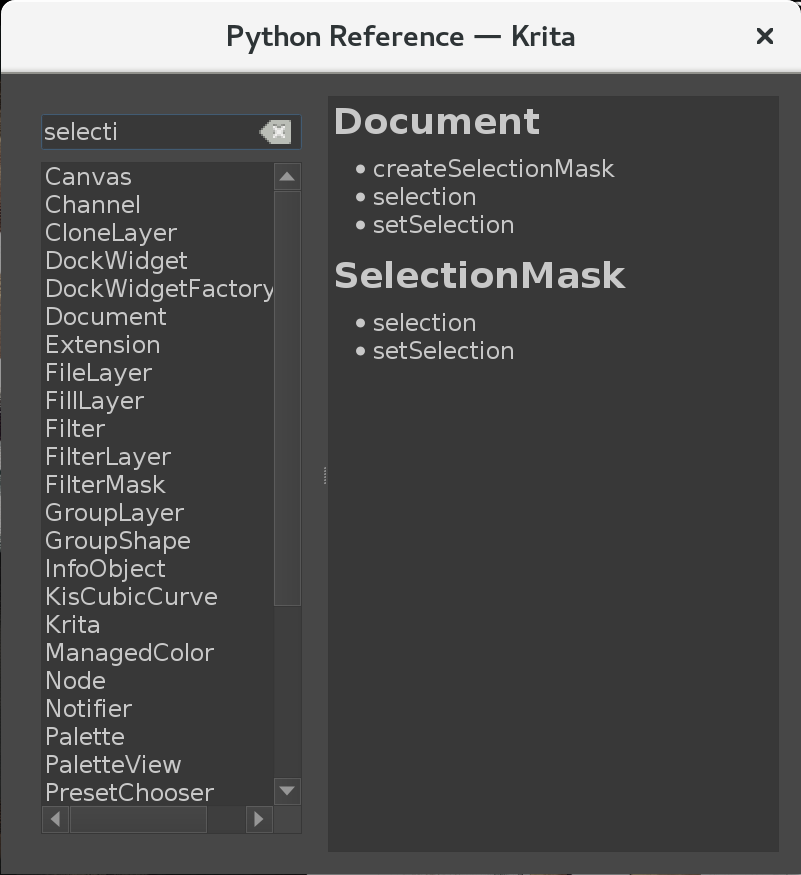 Python Reference — Krita
selecti
Canvas
Channel
CloneLayer
DockWidget
DockWidgetFactory
Document
Extension
FileLayer
FillLayer
Filter
FilterLayer
FilterMask
GroupLayer
GroupShape
InfoObject
KisCubicCurve
Krita
ManagedColor
Node
Notifier
Palette
PaletteView
PresetChooser
Document
• createSelectionMask
• selection
• setSelection
SelectionMask
• selection
• setSelection